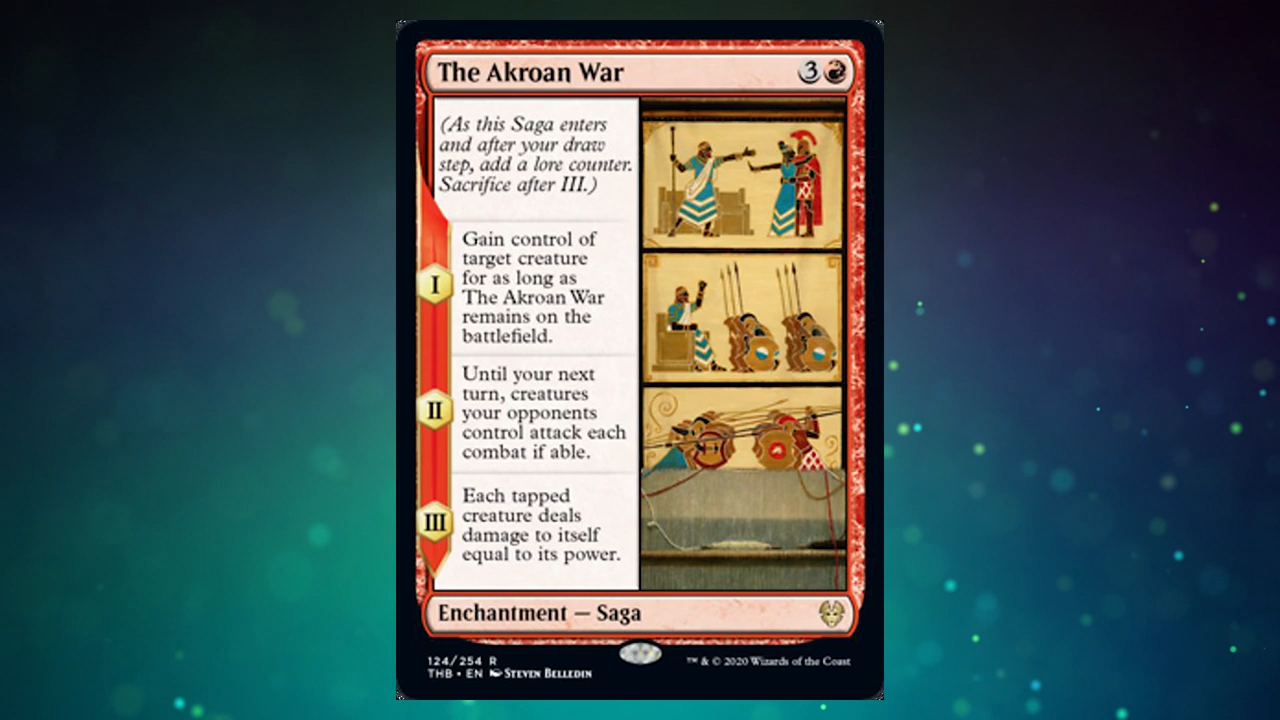 The Akroan War 3
(As this Saga enters
and after your draw
step, add a lore counter.
Sacrifice after III.)
I
Gain control of
target creature
for as long as
The Akroan War
remains on the
battlefield.
II
Until your next
turn, creatures
your opponents
control attack each
combat if able.
III
Each tapped
creature deals
damage to itself
equal to its power.
Enchantment — Saga
124/254 R
THB • EN STEVEN BELLEDIN
™ & © 2020 Wizards of the Coast